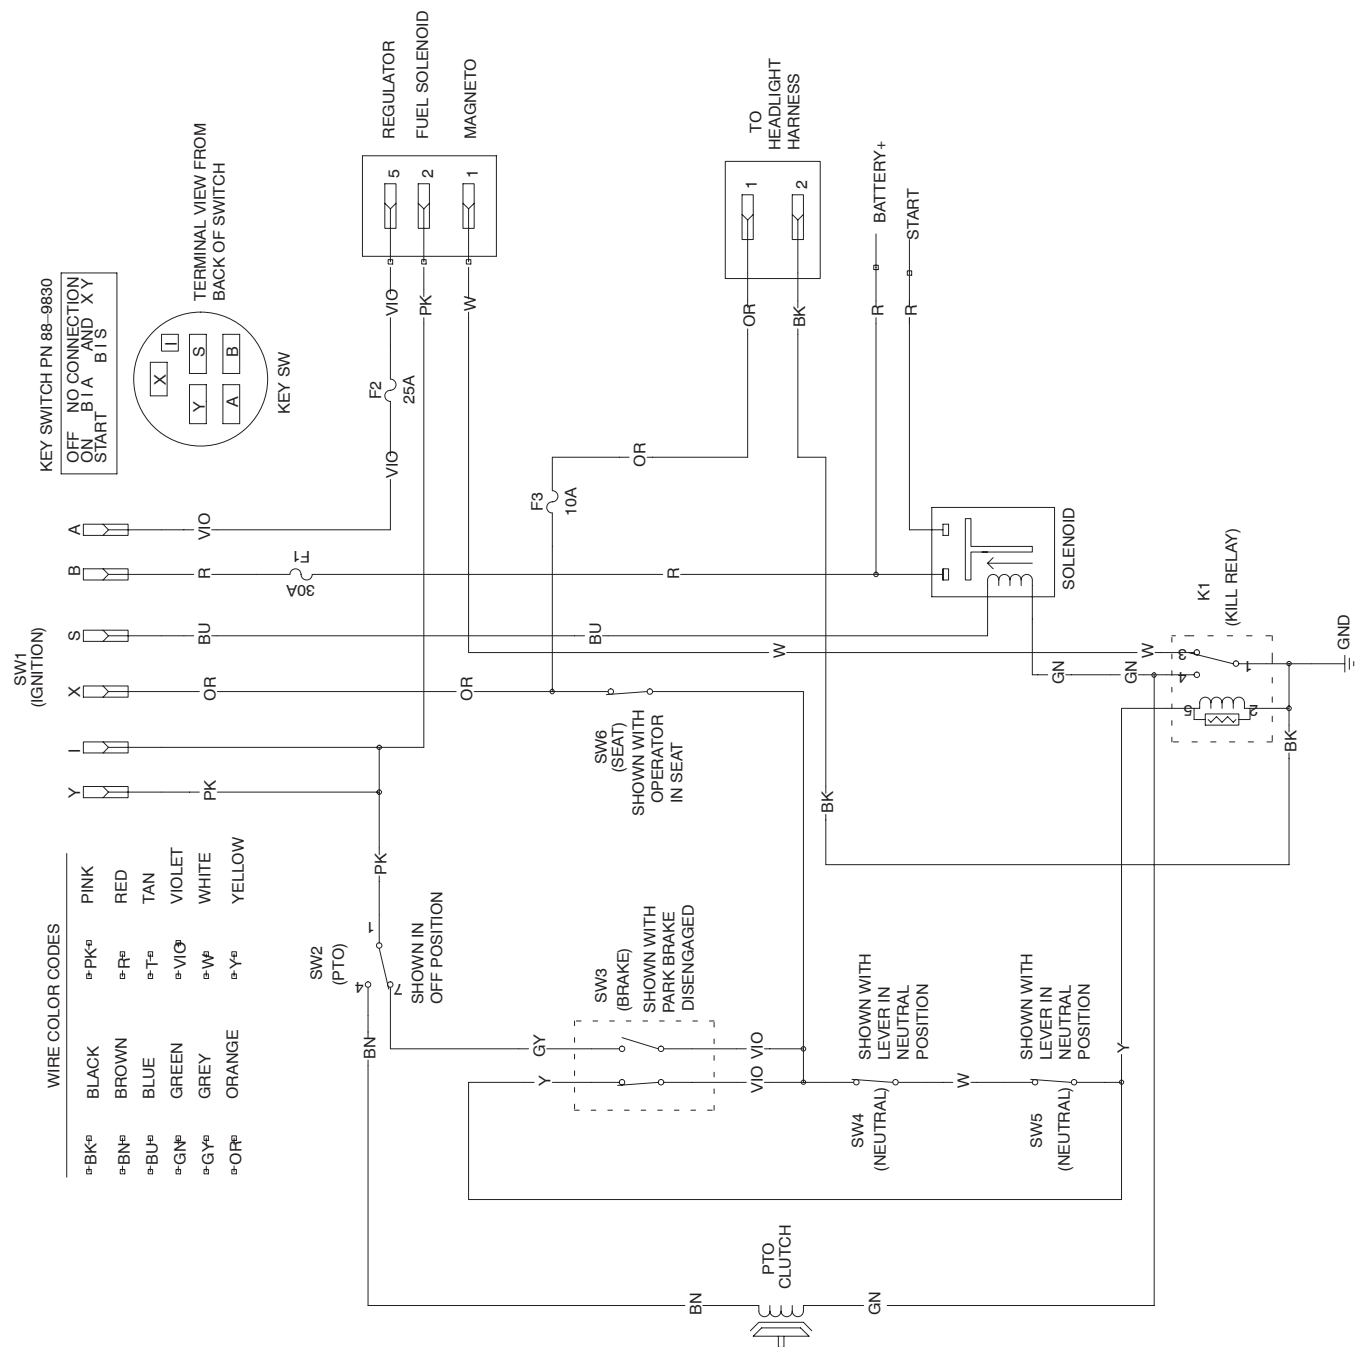 KEY SWITCH PN 88-9830
OFF NO CONNECTION
ON B I A AND X Y
START B I S
TERMINAL VIEW FROM
BACK OF SWITCH
X
I
Y
S
A
B
KEY SW
REGULATOR
FUEL SOLENOID
MAGNETO
5
2
1
VIO
PK
W
F2
25A
VIO
TO
HEADLIGHT
HARNESS
1
2
OR
BK
BATTERY+
START
R
R
SW1
(IGNITION)
A
B
S
X
I
Y
VIO
R
BU
OR
PK
F1
30A
R
BU
OR
F3
10A
OR
W
SOLENOID
K1
(KILL RELAY)
W
GN
GN
3
4
1
5
2
GND
BK
BK
SW6
(SEAT)
SHOWN WITH
OPERATOR
IN SEAT
WIRE COLOR CODES
BK BLACK PK PINK
BN BROWN R RED
BU BLUE T TAN
GN GREEN VIO VIOLET
GY GREY W WHITE
OR ORANGE Y YELLOW
PK
1
SW2
(PTO)
4
7
SHOWN IN
OFF POSITION
BN
GY
Y
SW3
(BRAKE)
SHOWN WITH
PARK BRAKE
DISENGAGED
VIO
VIO
VIO
VIO
SHOWN WITH
LEVER IN
NEUTRAL
POSITION
SW4
(NEUTRAL)
W
SHOWN WITH
LEVER IN
NEUTRAL
POSITION
SW5
(NEUTRAL)
Y
BN
PTO
CLUTCH
GN